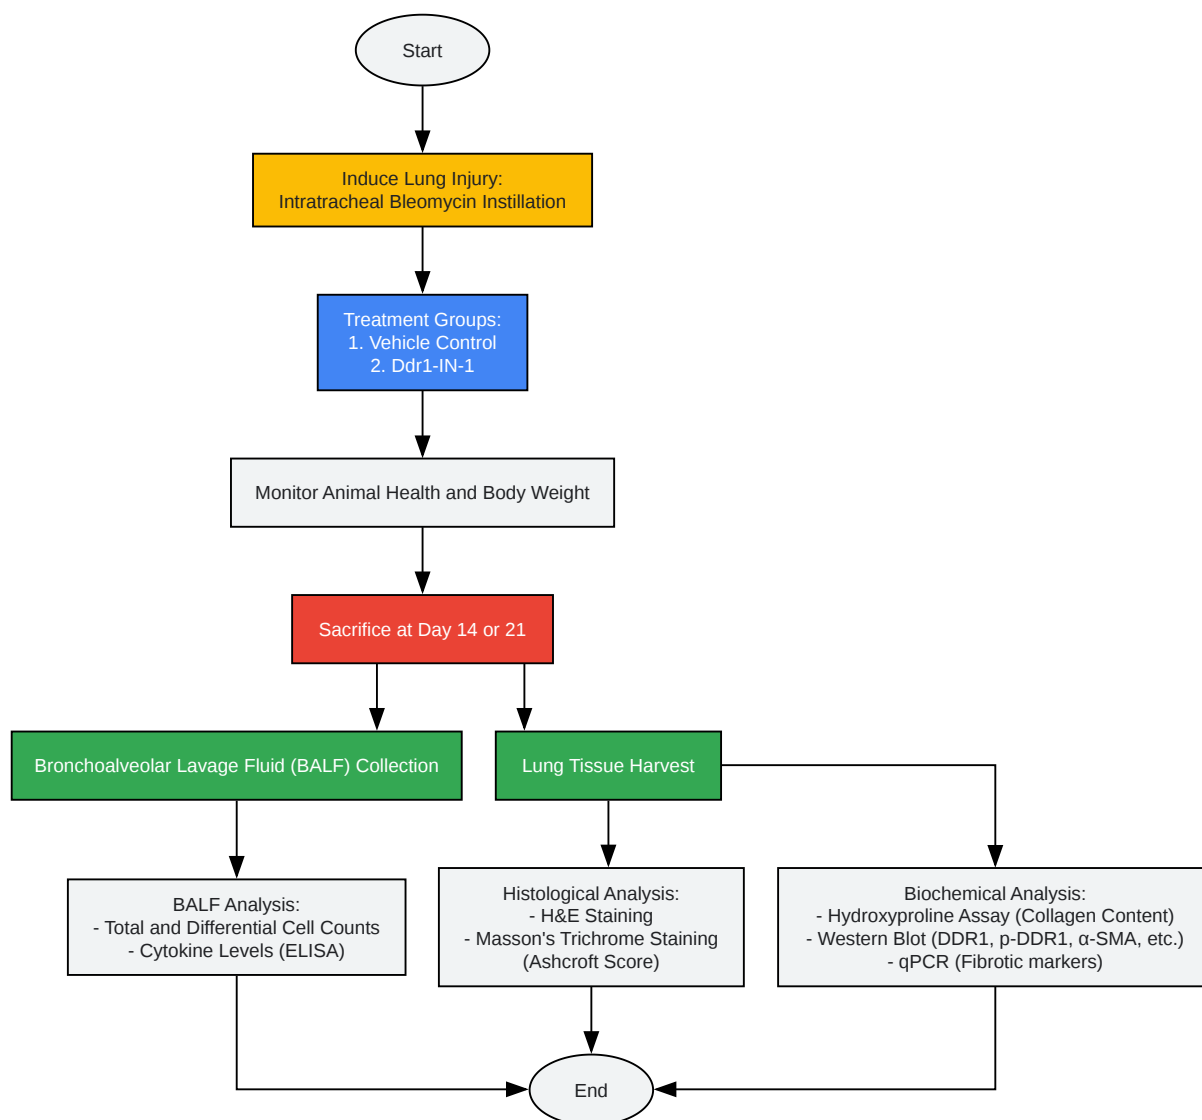 Start
Induce Lung Injury:
Intratracheal Bleomycin Instillation
Treatment Groups:
1. Vehicle Control
2. Ddr1-IN-1
Monitor Animal Health and Body Weight
Sacrifice at Day 14 or 21
Bronchoalveolar Lavage Fluid (BALF) Collection
Lung Tissue Harvest
BALF Analysis:
- Total and Differential Cell Counts
- Cytokine Levels (ELISA)
Histological Analysis:
- H&E Staining
- Masson's Trichrome Staining
(Ashcroft Score)
Biochemical Analysis:
- Hydroxyproline Assay (Collagen Content)
- Western Blot (DDR1, p-DDR1, α-SMA, etc.)
- qPCR (Fibrotic markers)
End